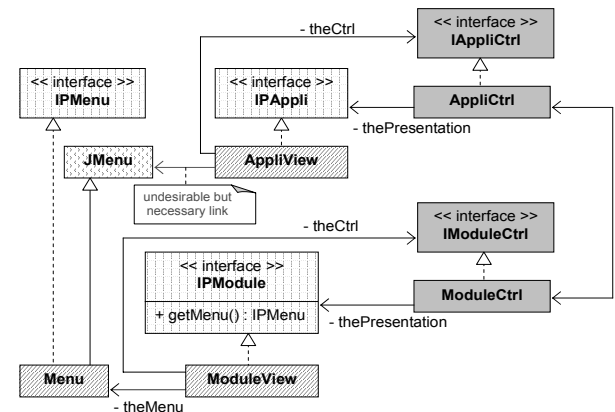 - theCtrl
<< interface >>
IAppliCtrl
<< interface >>
IPMenu
<< interface >>
IPAppli
AppliCtrl
- thePresentation
JMenu
AppliView
undesirable but
necessary link
- theCtrl
<< interface >>
IModuleCtrl
<< interface >>
IPModule
+ getMenu() : IPMenu
ModuleCtrl
- thePresentation
Menu
ModuleView
- theMenu